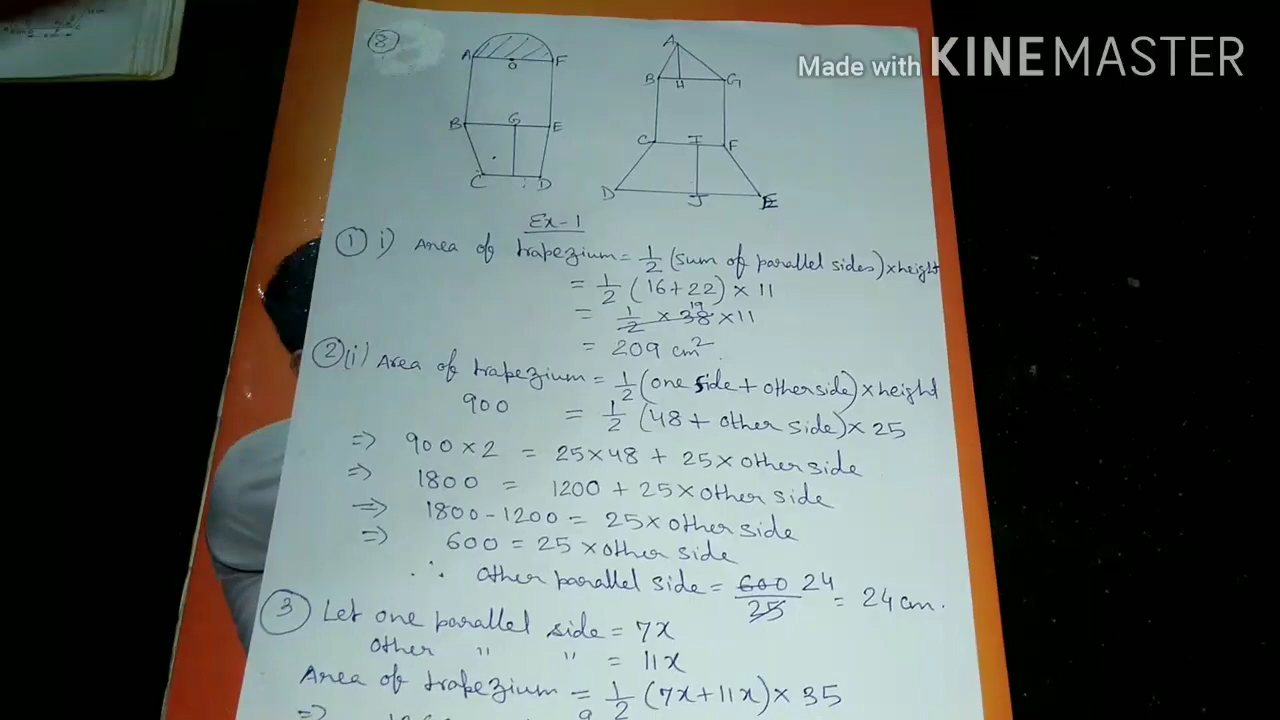 Made with KINEMASTER
8
A F
O
B G E
C D
A
B H G
C I F
D J E
Ex-1
1 i) Area of trapezium = 1/2 (sum of parallel sides) × height
= 1/2 (16+22) × 11
= 1/2 × 38 19 × 11
= 209 cm²
2 (i) Area of trapezium = 1/2 (one side + other side) × height
900 = 1/2 (48 + other side) × 25
=> 900 × 2 = 25×48 + 25× other side
=> 1800 = 1200 + 25× other side
=> 1800 - 1200 = 25× other side
=> 600 = 25 × other side
∴ Other parallel side = 600/25 24 = 24 cm.
3 Let one parallel side = 7x
Other " " = 11x
Area of trapezium = 1/2 (7x+11x) × 35
=>